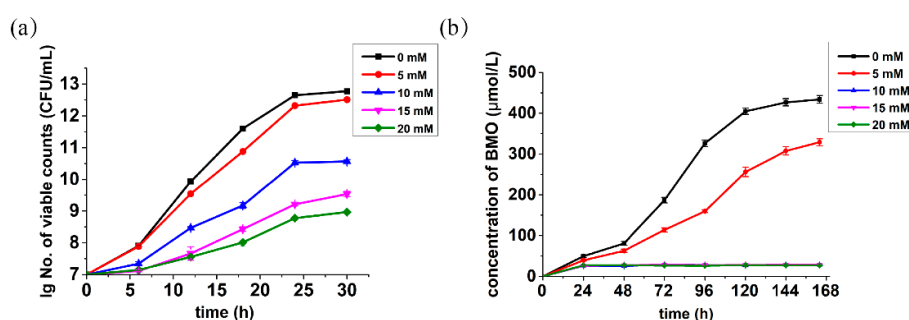 (a)
lg No. of viable counts (CFU/mL)
13
12
11
10
9
8
7
0 5 10 15 20 25 30
time (h)
0 mM
5 mM
10 mM
15 mM
20 mM
(b)
concentration of BMO (μmol/L)
500
400
300
200
100
0
0 24 48 72 96 120 144 168
time (h)
0 mM
5 mM
10 mM
15 mM
20 mM